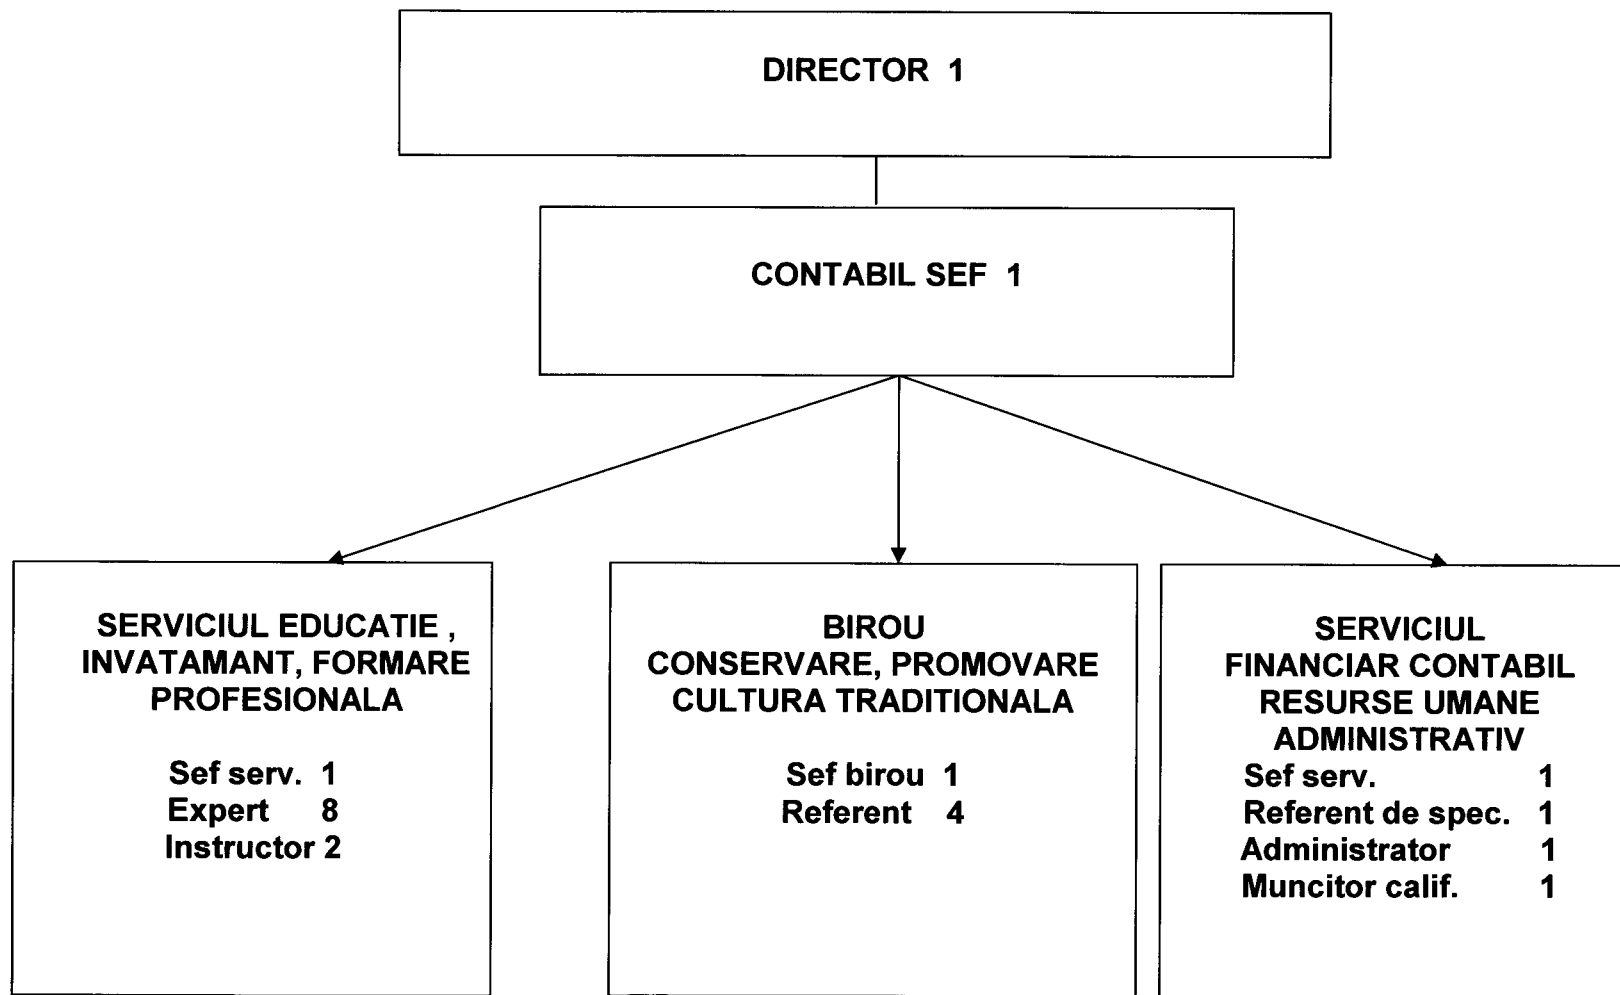 DIRECTOR 1
CONTABIL SEF 1
SERVICIUL EDUCATIE ,
INVATAMANT, FORMARE
PROFESIONALA
Sef serv. 1
Expert 8
Instructor 2
BIROU
CONSERVARE, PROMOVARE
CULTURA TRADITIONALA
Sef birou 1
Referent 4
SERVICIUL
FINANCIAR CONTABIL
RESURSE UMANE
ADMINISTRATIV
Sef serv. 1
Referent de spec. 1
Administrator 1
Muncitor calif. 1